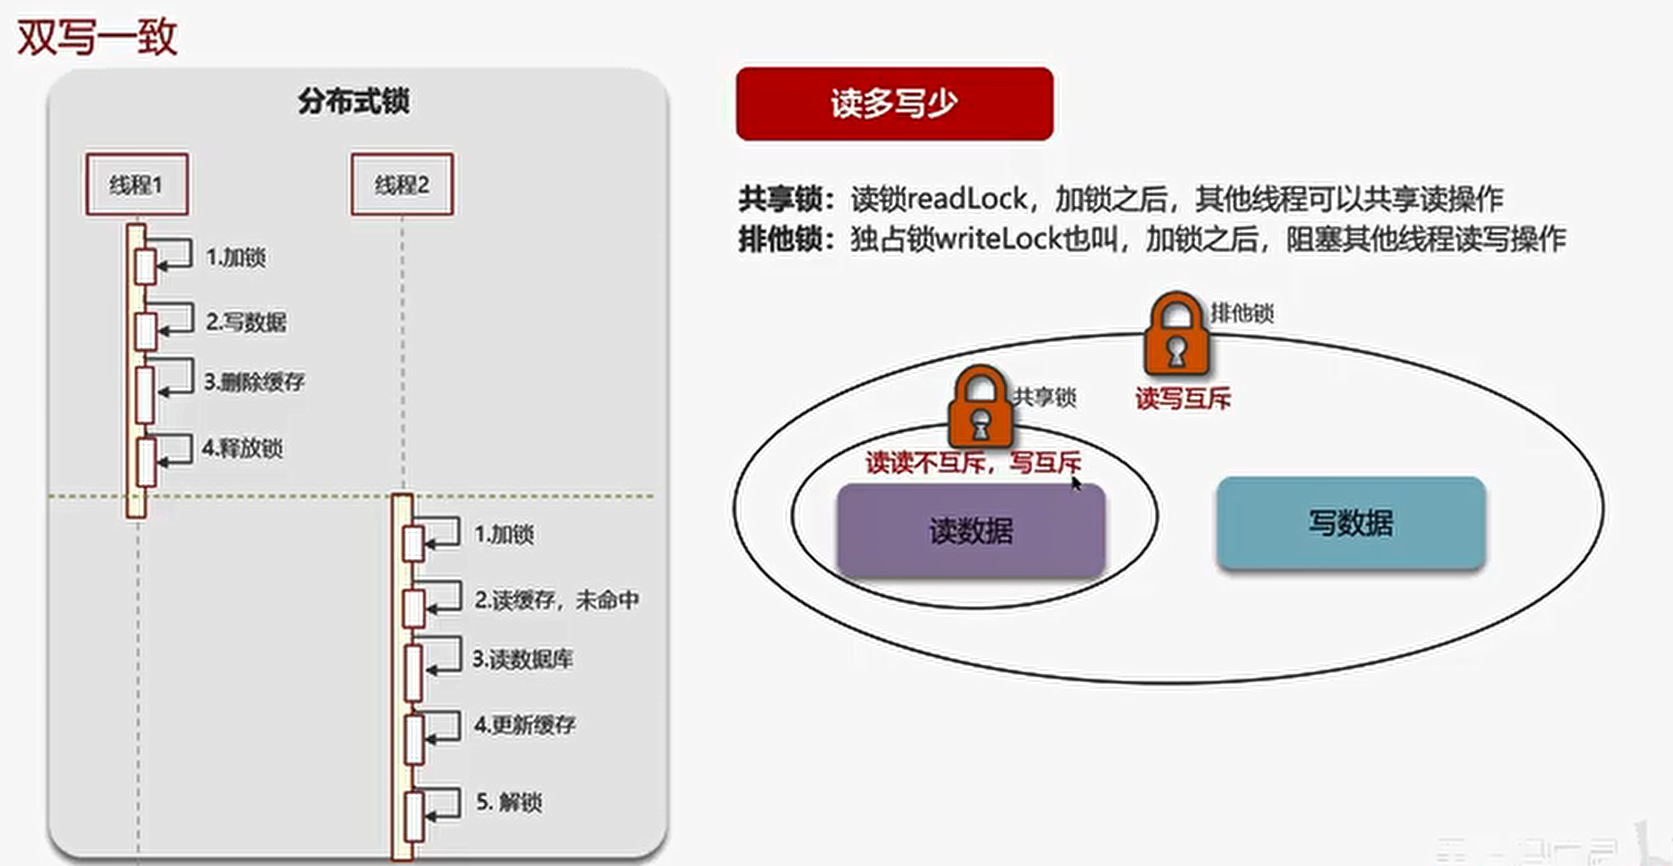 双写一致
分布式锁
线程1
线程2
1.加锁
2.写数据
3.删除缓存
4.释放锁
1.加锁
2.读缓存，未命中
3.读数据库
4.更新缓存
5. 解锁
读多写少
共享锁：读锁readLock，加锁之后，其他线程可以共享读操作
排他锁：独占锁writeLock也叫，加锁之后，阻塞其他线程读写操作
排他锁
读写互斥
共享锁
读读不互斥，写互斥
读数据
写数据